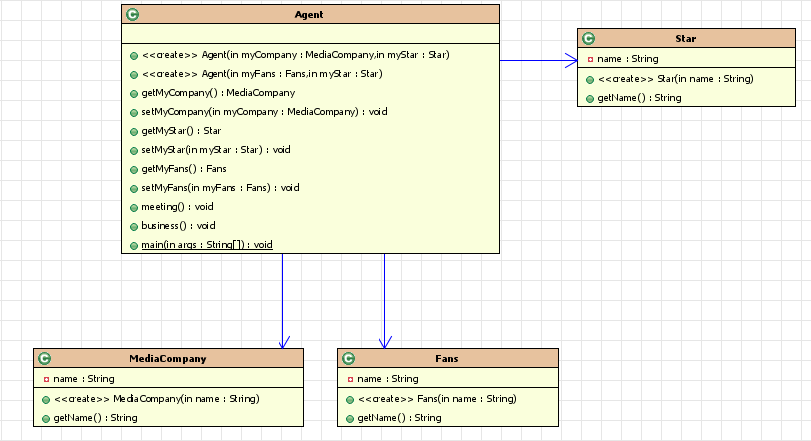 C Agent
<<create>> Agent(in myCompany : MediaCompany,in myStar : Star)
<<create>> Agent(in myFans : Fans,in myStar : Star)
getMyCompany() : MediaCompany
setMyCompany(in myCompany : MediaCompany) : void
getMyStar() : Star
setMyStar(in myStar : Star) : void
getMyFans() : Fans
setMyFans(in myFans : Fans) : void
meeting() : void
business() : void
main(in args : String[]) : void
C Star
name : String
<<create>> Star(in name : String)
getName() : String
C MediaCompany
name : String
<<create>> MediaCompany(in name : String)
getName() : String
C Fans
name : String
<<create>> Fans(in name : String)
getName() : String